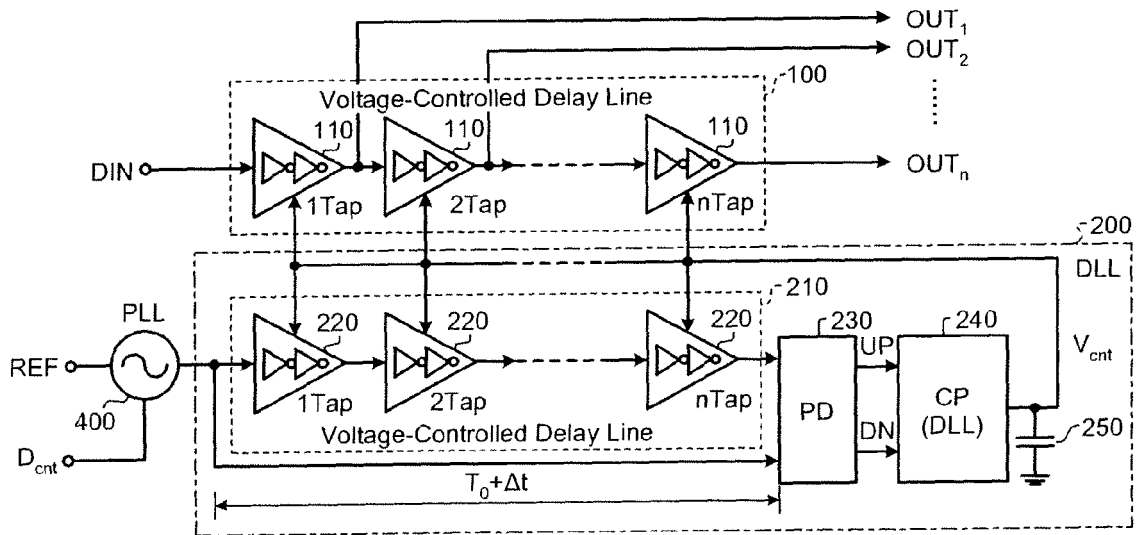 OUT1
OUT2
100
Voltage-Controlled Delay Line
110 110 110
DIN
OUTn
1Tap 2Tap nTap
200
DLL
210
PLL
220 220 220
230 240
REF
UP
Vcnt
400
1Tap 2Tap nTap
PD
CP
(DLL)
250
Voltage-Controlled Delay Line
DN
Dcnt
T0+Δt